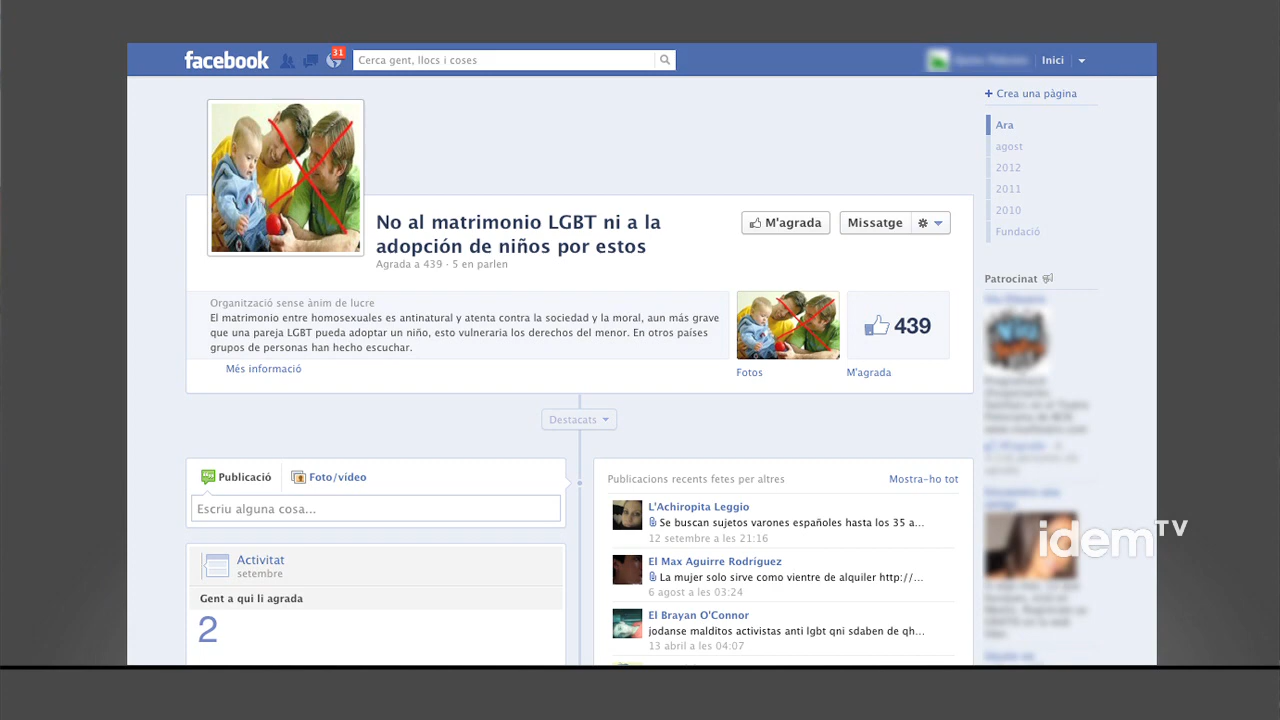 facebook
31
Cerca gent, llocs i coses
Inici
Crea una pàgina
Ara
agost
2012
2011
2010
Fundació
No al matrimonio LGBT ni a la
adopción de niños por estos
Agrada a 439 · 5 en parlen
M'agrada
Missatge
Organització sense ànim de lucre
El matrimonio entre homosexuales es antinatural y atenta contra la sociedad y la moral, aun más grave
que una pareja LGBT pueda adoptar un niño, esto vulneraria los derechos del menor. En otros países
grupos de personas han hecho escuchar.
Més informació
439
Fotos
M'agrada
Patrocinat
Destacats
Publicació
Foto/vídeo
Escriu alguna cosa...
Activitat
setembre
Gent a qui li agrada
2
Publicacions recents fetes per altres
Mostra-ho tot
L'Achiropita Leggio
Se buscan sujetos varones españoles hasta los 35 a...
12 setembre a les 21:16
El Max Aguirre Rodríguez
La mujer solo sirve como vientre de alquiler http://...
6 agost a les 03:24
El Brayan O'Connor
jodanse malditos activistas anti lgbt qni sdaben de qh...
13 abril a les 04:07
idemTV